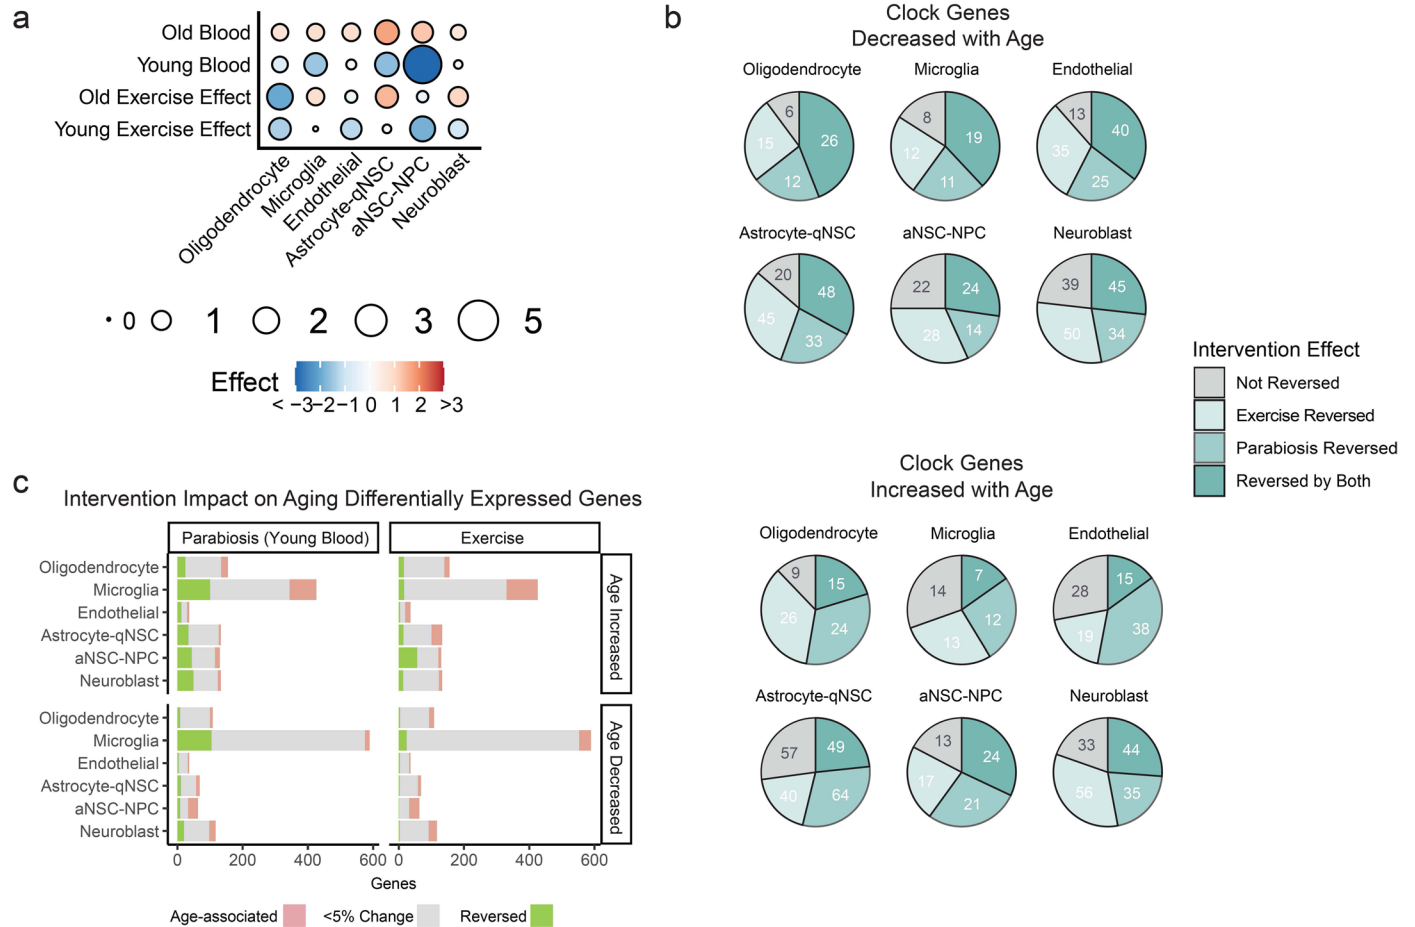 a
Old Blood
Young Blood
Old Exercise Effect
Young Exercise Effect
Oligodendrocyte
Microglia
Endothelial
Astrocyte-qNSC
aNSC-NPC
Neuroblast
0 1 2 3 5
Effect
< −3 −2 −1 0 1 2 >3
b
Clock Genes
Decreased with Age
Oligodendrocyte Microglia Endothelial
6 26 15 12
8 19 12 11
13 40 35 25
Astrocyte-qNSC aNSC-NPC Neuroblast
20 48 45 33
22 24 28 14
39 45 50 34
Intervention Effect
Not Reversed
Exercise Reversed
Parabiosis Reversed
Reversed by Both
Clock Genes
Increased with Age
Oligodendrocyte Microglia Endothelial
9 15 26 24
14 7 13 12
28 15 19 38
Astrocyte-qNSC aNSC-NPC Neuroblast
57 49 40 64
13 24 17 21
33 44 56 35
c
Intervention Impact on Aging Differentially Expressed Genes
Parabiosis (Young Blood) Exercise
Oligodendrocyte
Microglia
Endothelial
Astrocyte-qNSC
aNSC-NPC
Neuroblast
Age Increased
Oligodendrocyte
Microglia
Endothelial
Astrocyte-qNSC
aNSC-NPC
Neuroblast
Age Decreased
0 200 400 600 0 200 400 600
Genes
Age-associated <5% Change Reversed